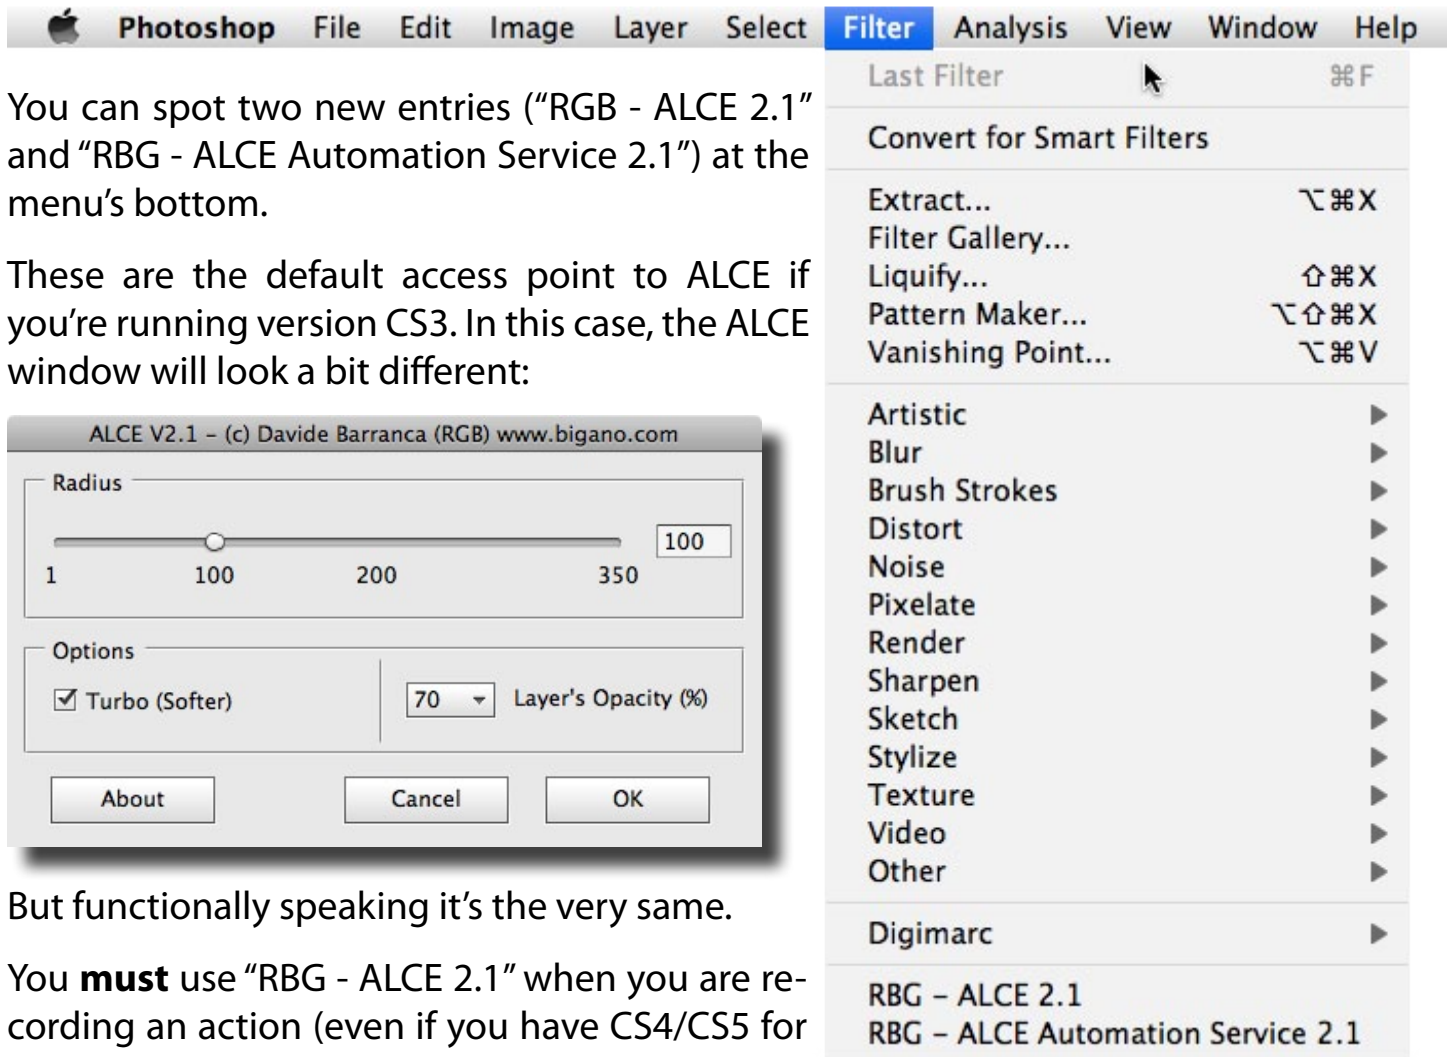 Photoshop File Edit Image Layer Select Filter Analysis View Window Help
You can spot two new entries (“RGB - ALCE 2.1”
and “RBG - ALCE Automation Service 2.1”) at the
menu’s bottom.
These are the default access point to ALCE if
you’re running version CS3. In this case, the ALCE
window will look a bit different:
ALCE V2.1 – (c) Davide Barranca (RGB) www.bigano.com
Radius
100
1 100 200 350
Options
Turbo (Softer) 70 Layer's Opacity (%)
About Cancel OK
But functionally speaking it’s the very same.
You must use “RBG - ALCE 2.1” when you are re-
cording an action (even if you have CS4/CS5 for
Last Filter ⌘F
Convert for Smart Filters
Extract... ⌥⌘X
Filter Gallery...
Liquify... ⇧⌘X
Pattern Maker... ⌥⇧⌘X
Vanishing Point... ⌥⌘V
Artistic
Blur
Brush Strokes
Distort
Noise
Pixelate
Render
Sharpen
Sketch
Stylize
Texture
Video
Other
Digimarc
RBG – ALCE 2.1
RBG – ALCE Automation Service 2.1